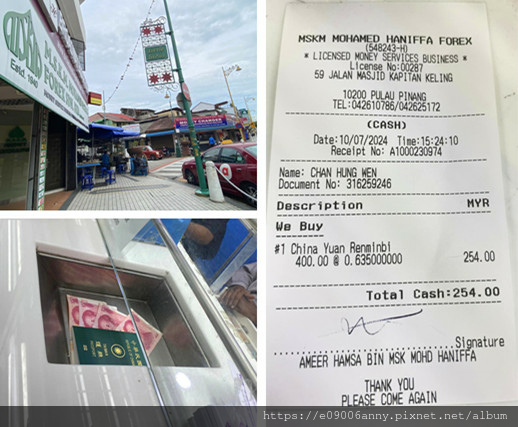 MSKM MOHAMED HANIFFA FOREX
(548243-H)
* LICENSED MONEY SERVICES BUSINESS *
License No:00287
59 JALAN MASJID KAPITAN KELING
10200 PULAU PINANG
TEL:042610786/042625172
(CASH)
Date:10/07/2024 Time:15:24:10
Receipt No: A1000230974
Name: CHAN HUNG WEN
Document No: 316259246
Description MYR
We Buy
#1 China Yuan Renminbi
400.00 @ 0.635000000 254.00
Total Cash:254.00
Signature
AMEER HAMSA BIN MSK MOHD HANIFFA
THANK YOU
PLEASE COME AGAIN
Estd. 1940
MONEY CHANGER
https://e09006anny.pixnet.net/album